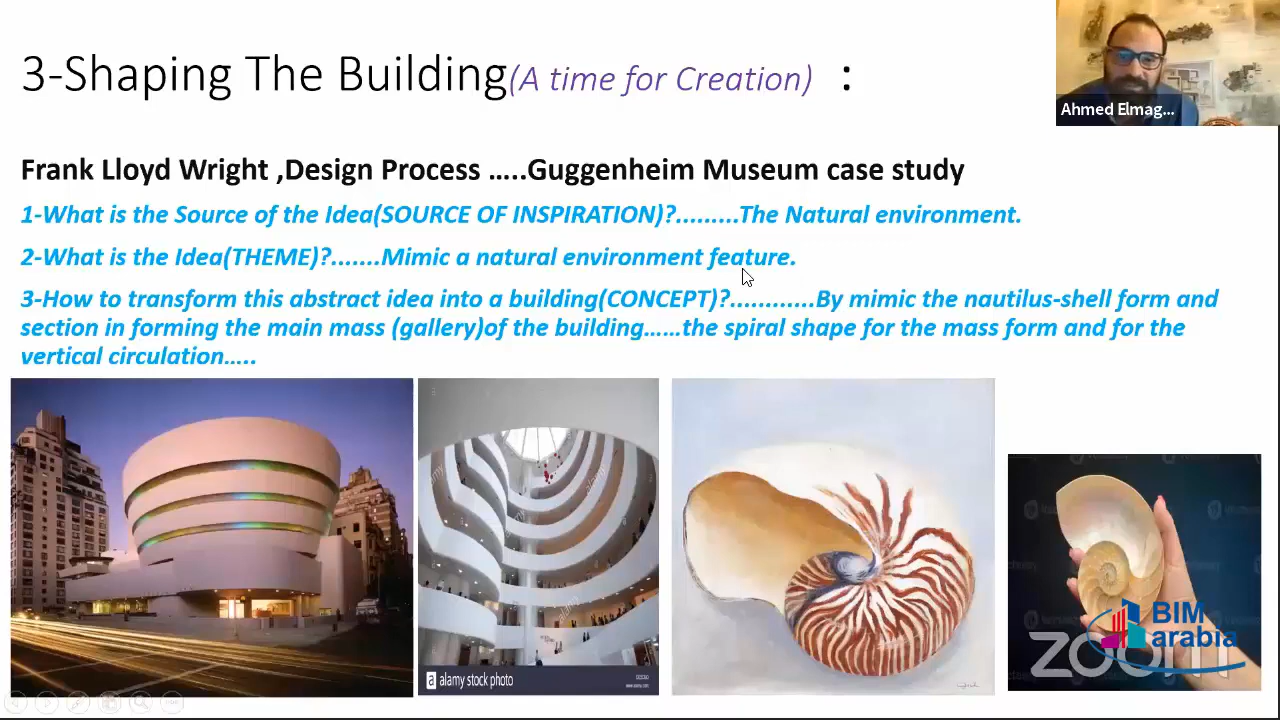 3-Shaping The Building(A time for Creation) :
Ahmed Elmag...
Frank Lloyd Wright ,Design Process …..Guggenheim Museum case study
1-What is the Source of the Idea(SOURCE OF INSPIRATION)?.........The Natural environment.
2-What is the Idea(THEME)?.......Mimic a natural environment feature.
3-How to transform this abstract idea into a building(CONCEPT)?............By mimic the nautilus-shell form and
section in forming the main mass (gallery)of the building……the spiral shape for the mass form and for the
vertical circulation…..
a alamy stock photo
BIM
arabia
zoom